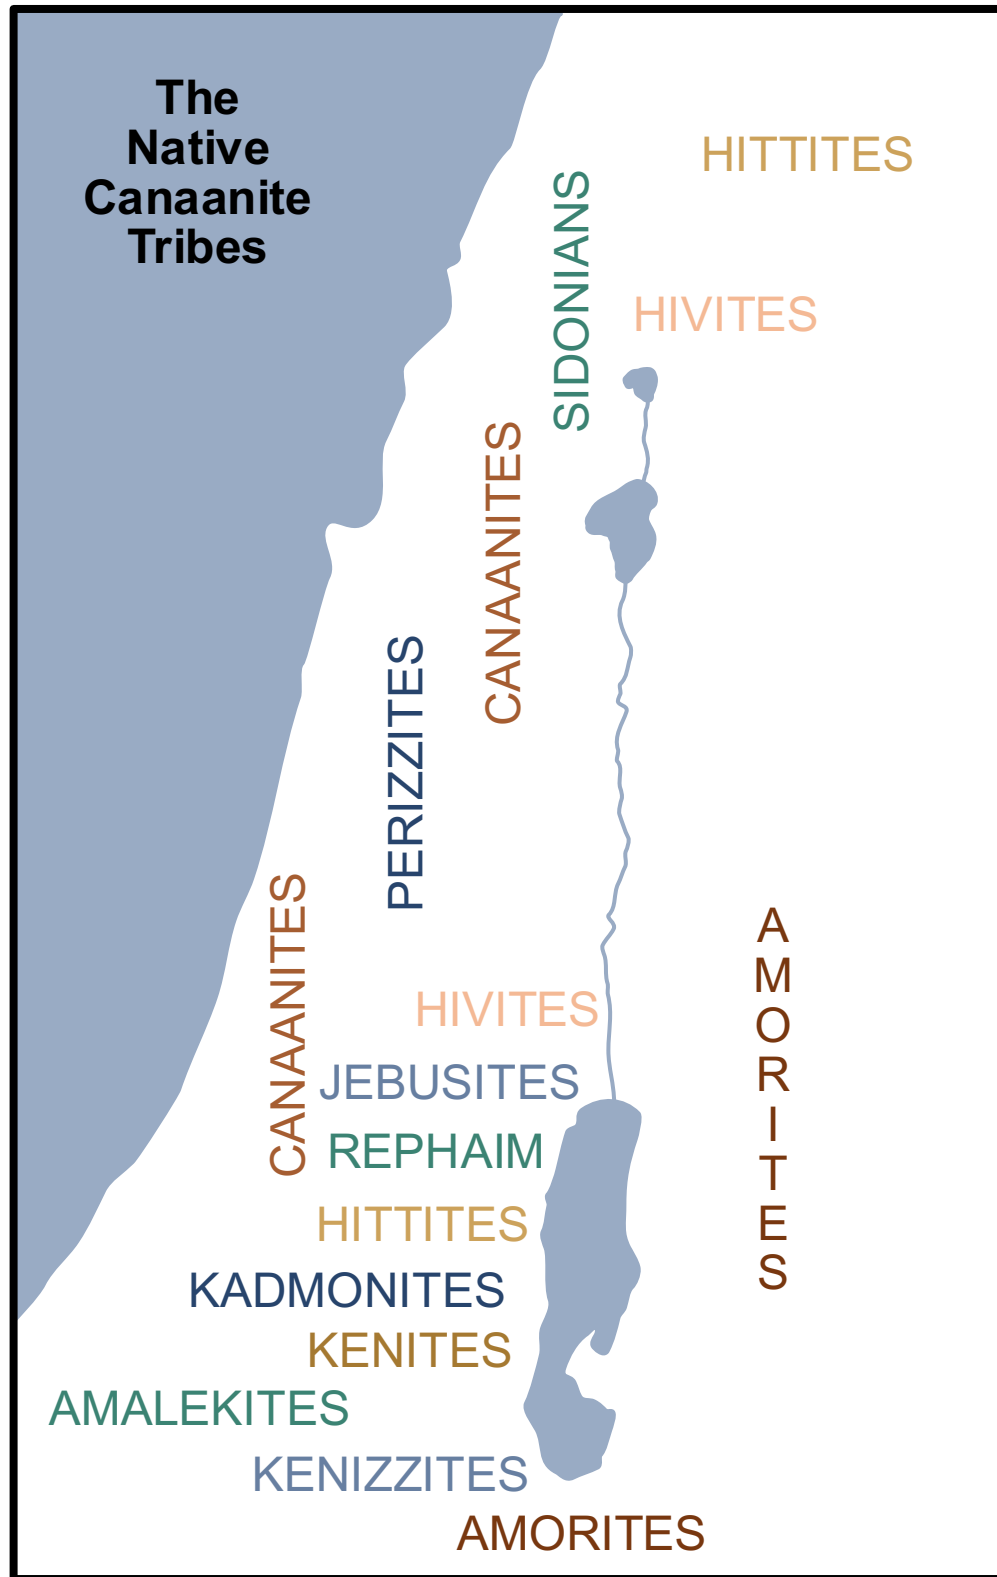 The
Native
Canaanite
Tribes
HITTITES
SIDONIANS
HIVITES
CANAANITES
PERIZZITES
CANAANITES
AMORITES
HIVITES
JEBUSITES
REPHAIM
HITTITES
KADMONITES
KENITES
AMALEKITES
KENIZZITES
AMORITES